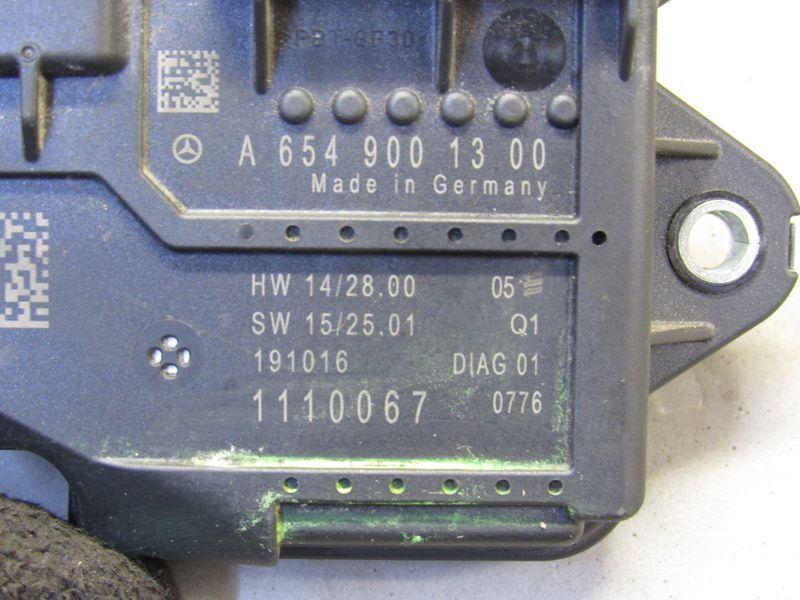 A 654 900 13 00
Made in Germany
HW 14/28.00 05
SW 15/25.01 Q1
191016 DIAG 01
1110067 0776